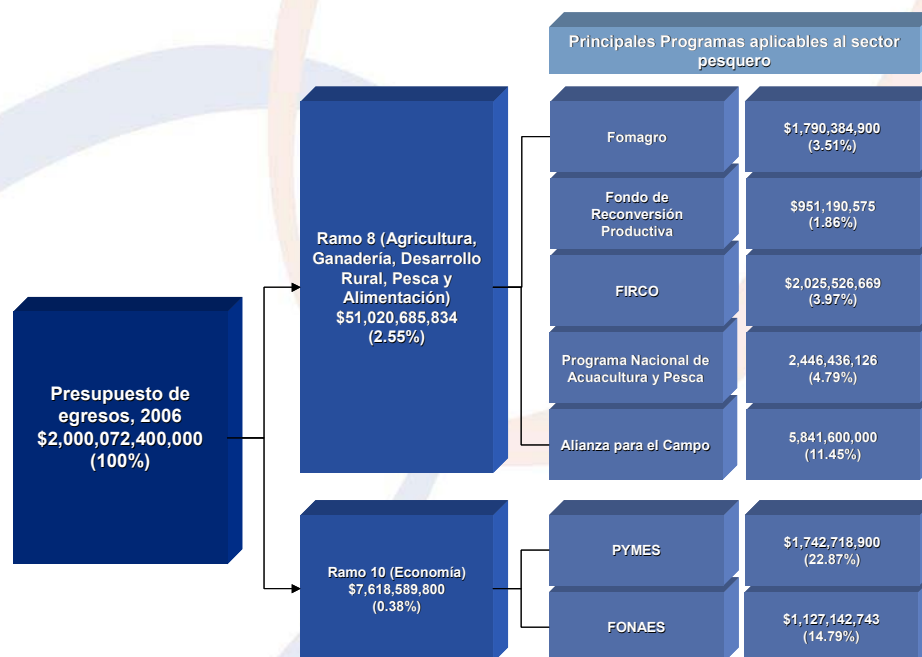 Principales Programas aplicables al sector
pesquero
Presupuesto de
egresos, 2006
$2,000,072,400,000
(100%)
Ramo 8 (Agricultura,
Ganadería, Desarrollo
Rural, Pesca y
Alimentación)
$51,020,685,834
(2.55%)
Fomagro
$1,790,384,900
(3.51%)
Fondo de
Reconversión
Productiva
$951,190,575
(1.86%)
FIRCO
$2,025,526,669
(3.97%)
Programa Nacional de
Acuacultura y Pesca
2,446,436,126
(4.79%)
Alianza para el Campo
5,841,600,000
(11.45%)
Ramo 10 (Economía)
$7,618,589,800
(0.38%)
PYMES
$1,742,718,900
(22.87%)
FONAES
$1,127,142,743
(14.79%)